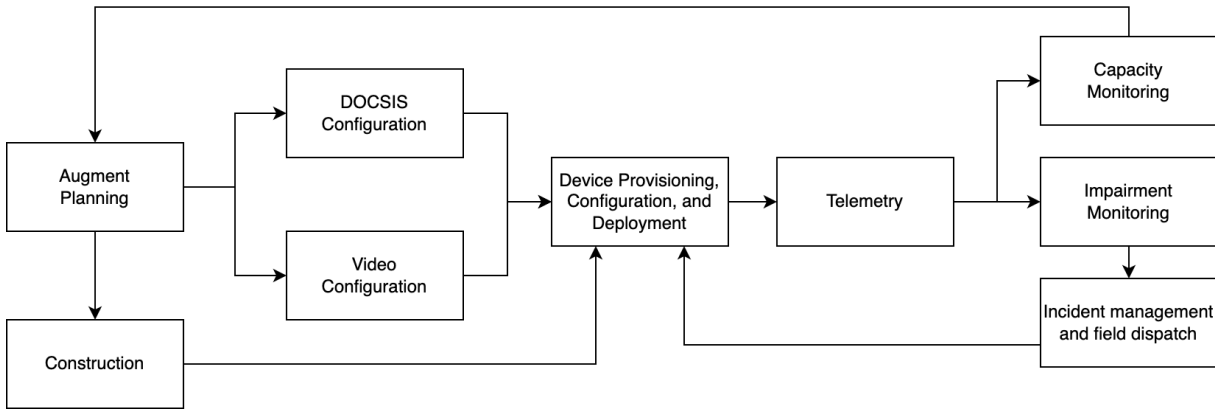 Capacity
Monitoring
DOCSIS
Configuration
Augment
Planning
Device Provisioning,
Configuration, and
Deployment
Telemetry
Impairment
Monitoring
Video
Configuration
Incident management
and field dispatch
Construction